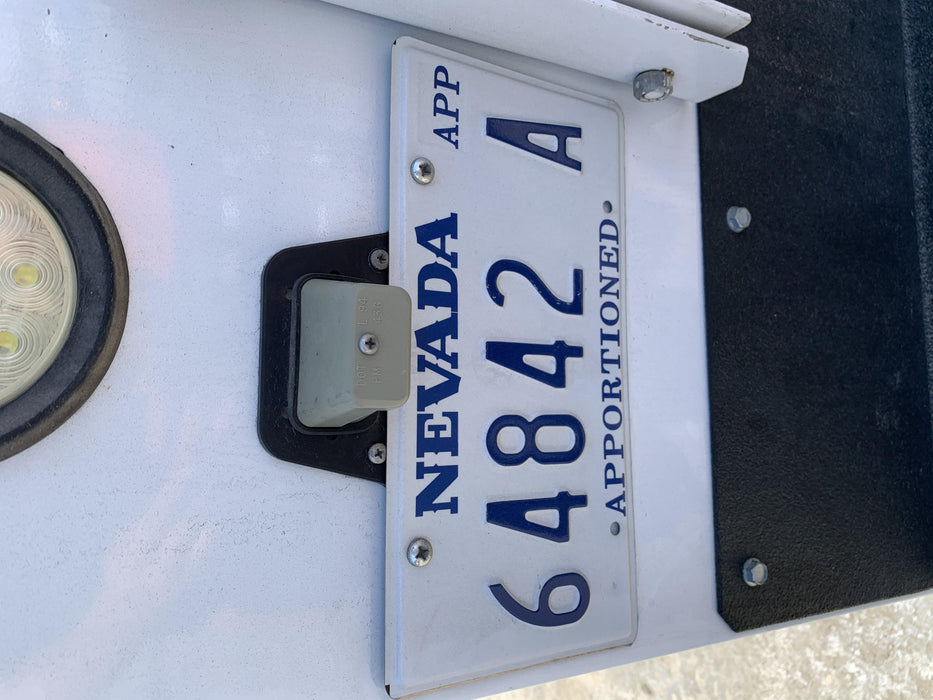 NEVADA APP
64842 A
APPORTIONED